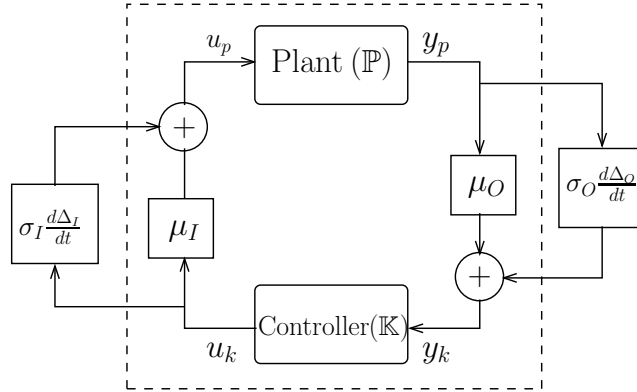 u_p
Plant (ℙ)
y_p
+
σ_I dΔ_I/dt
μ_I
μ_O
σ_O dΔ_O/dt
+
u_k
Controller(𝕂)
y_k